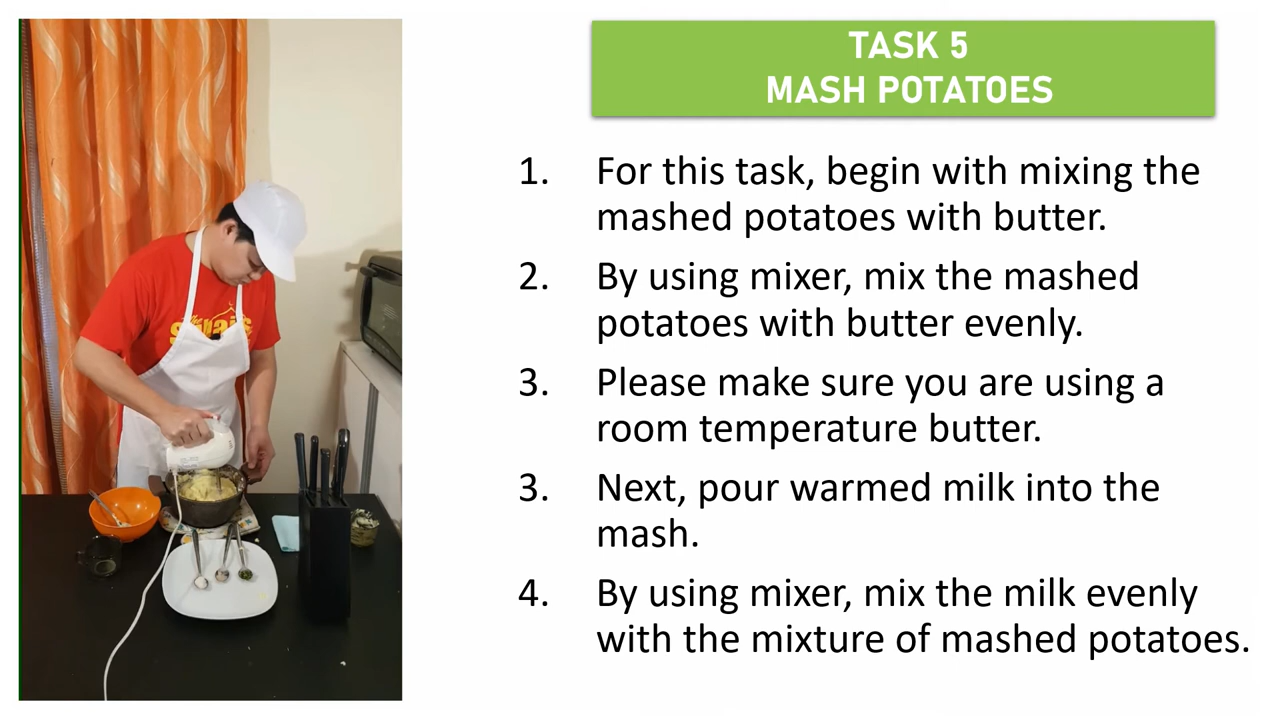 TASK 5
MASH POTATOES
1. For this task, begin with mixing the
mashed potatoes with butter.
2. By using mixer, mix the mashed
potatoes with butter evenly.
3. Please make sure you are using a
room temperature butter.
3. Next, pour warmed milk into the
mash.
4. By using mixer, mix the milk evenly
with the mixture of mashed potatoes.